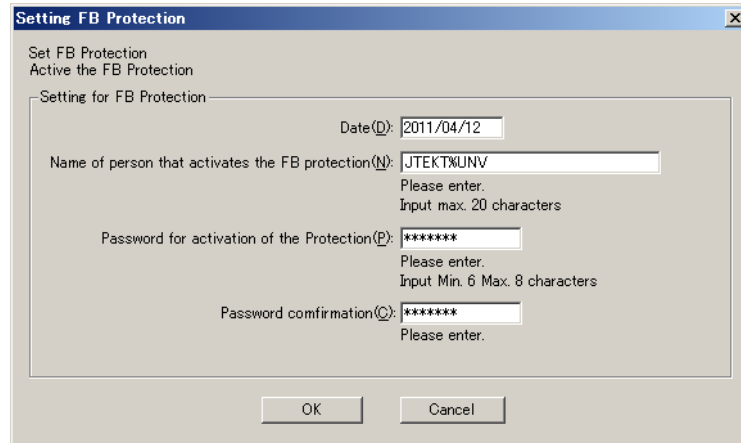 Setting FB Protection
Set FB Protection
Active the FB Protection
Setting for FB Protection
Date(D): 2011/04/12
Name of person that activates the FB protection(N): JTEKT%UNV
Please enter.
Input max. 20 characters
Password for activation of the Protection(P): *******
Please enter.
Input Min. 6 Max. 8 characters
Password comfirmation(C): *******
Please enter.
OK Cancel